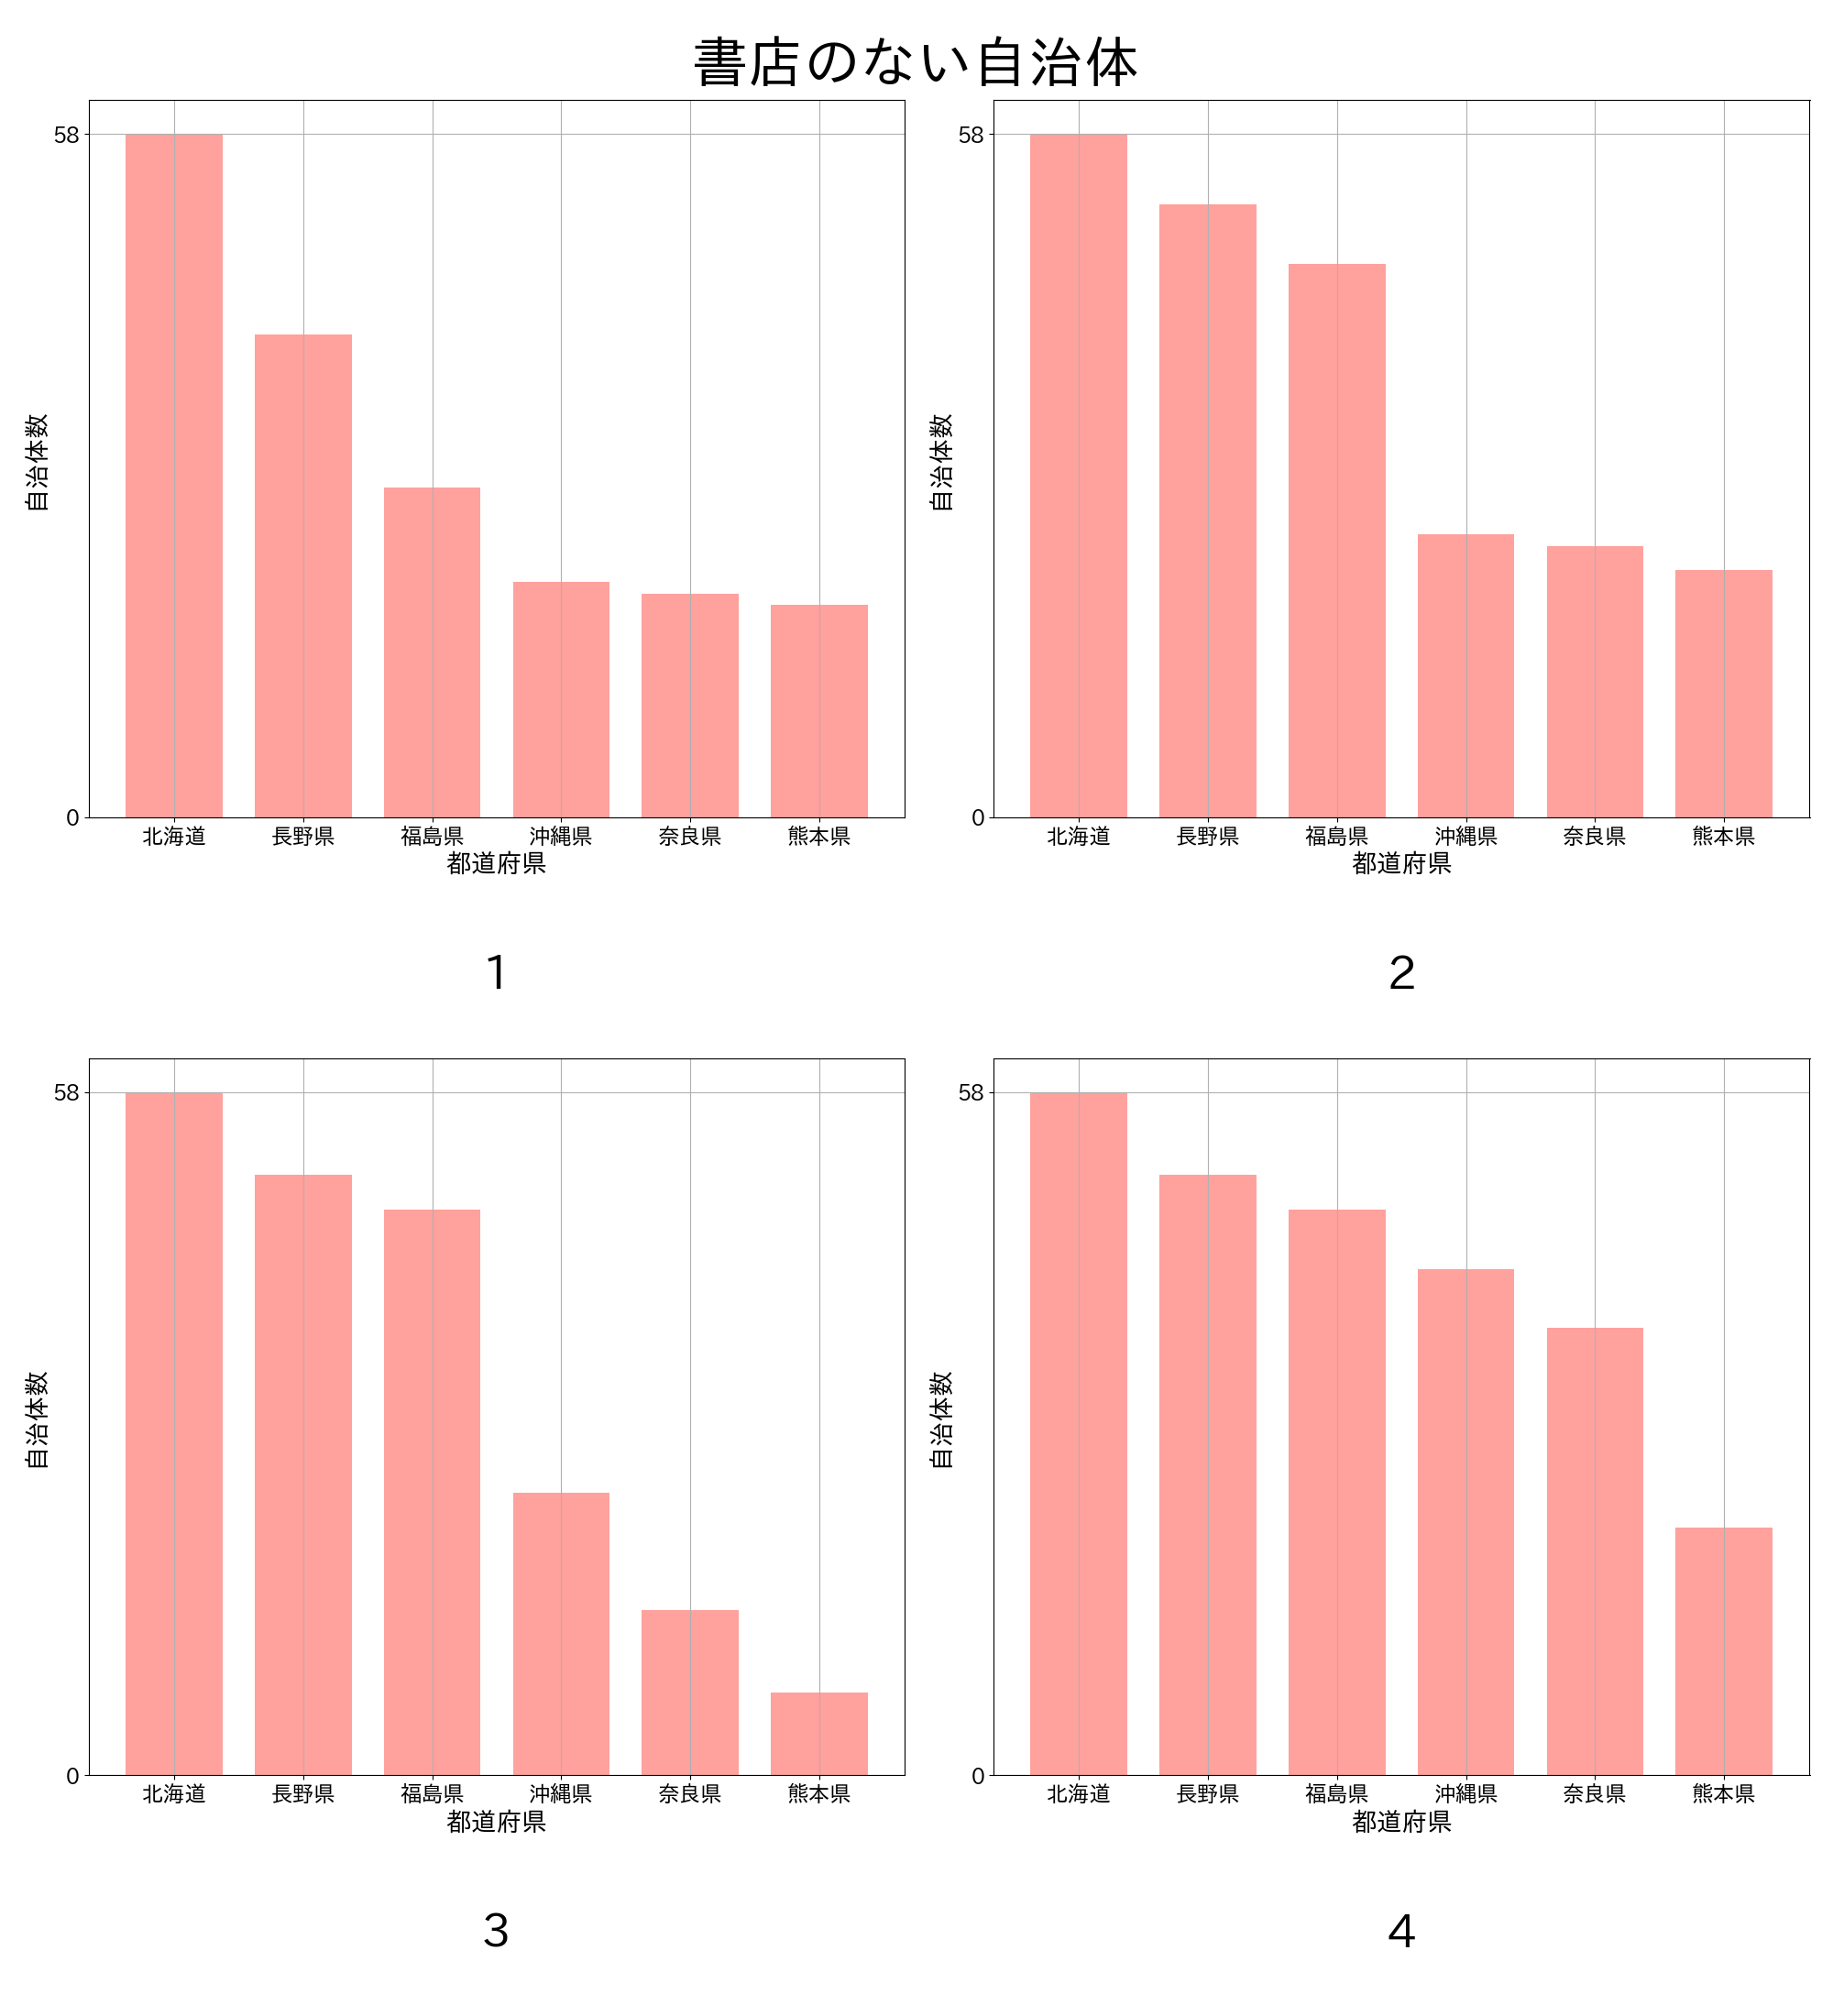 書店のない自治体
58
0
自治体数
北海道 長野県 福島県 沖縄県 奈良県 熊本県
都道府県
1
58
0
自治体数
北海道 長野県 福島県 沖縄県 奈良県 熊本県
都道府県
2
58
0
自治体数
北海道 長野県 福島県 沖縄県 奈良県 熊本県
都道府県
3
58
0
自治体数
北海道 長野県 福島県 沖縄県 奈良県 熊本県
都道府県
4